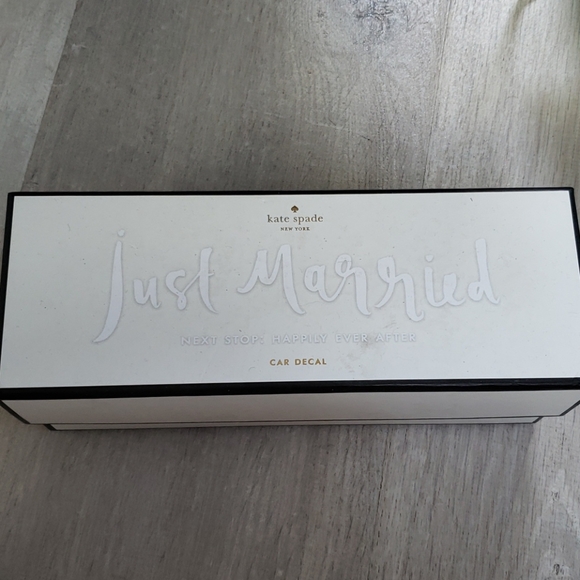 kate spade
NEW YORK
Just Married
NEXT STOP: HAPPILY EVER AFTER
CAR DECAL